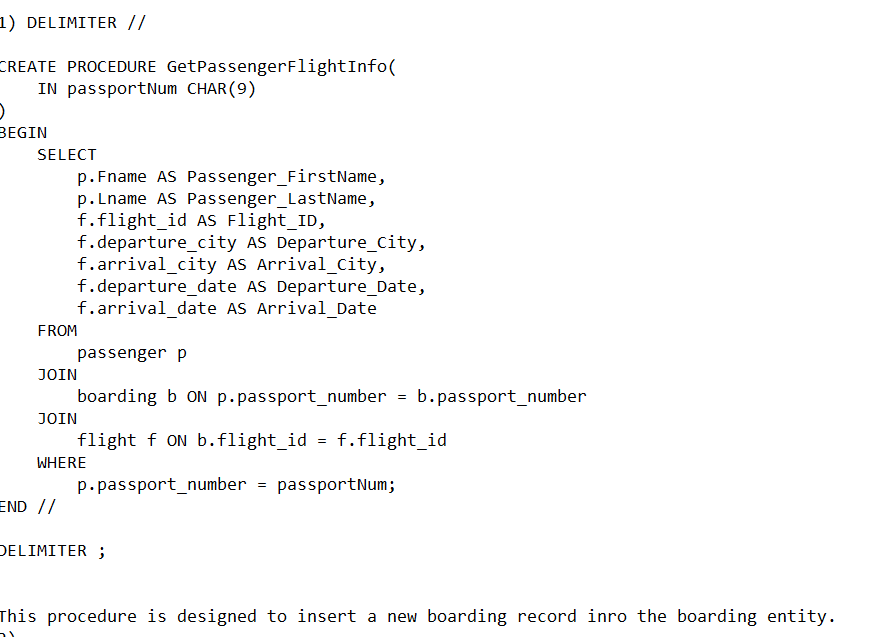 1) DELIMITER //
CREATE PROCEDURE GetPassengerFlightInfo(
IN passportNum CHAR(9)
)
BEGIN
SELECT
p.Fname AS Passenger_FirstName,
p.Lname AS Passenger_LastName,
f.flight_id AS Flight_ID,
f.departure_city AS Departure_City,
f.arrival_city AS Arrival_City,
f.departure_date AS Departure_Date,
f.arrival_date AS Arrival_Date
FROM
passenger p
JOIN
boarding b ON p.passport_number = b.passport_number
JOIN
flight f ON b.flight_id = f.flight_id
WHERE
p.passport_number = passportNum;
END //
DELIMITER ;
This procedure is designed to insert a new boarding record inro the boarding entity.